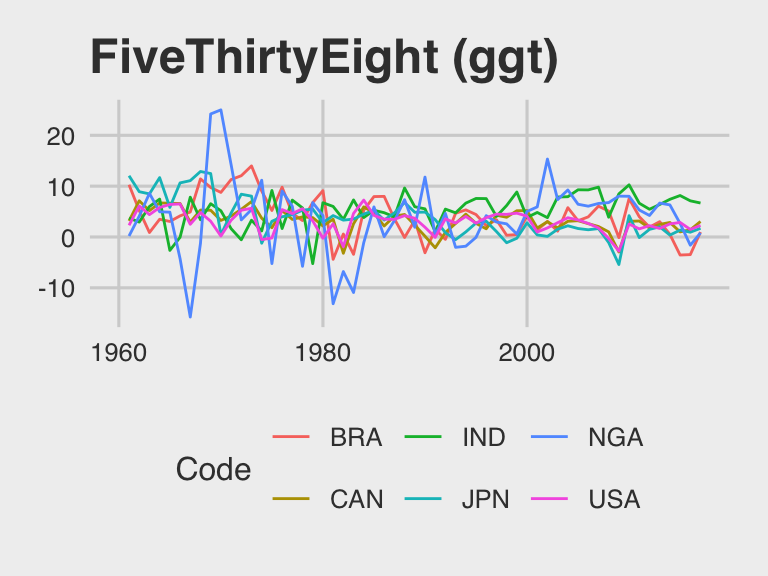 FiveThirtyEight (ggt)
20
10
0
-10
1960 1980 2000
Code
BRA IND NGA
CAN JPN USA